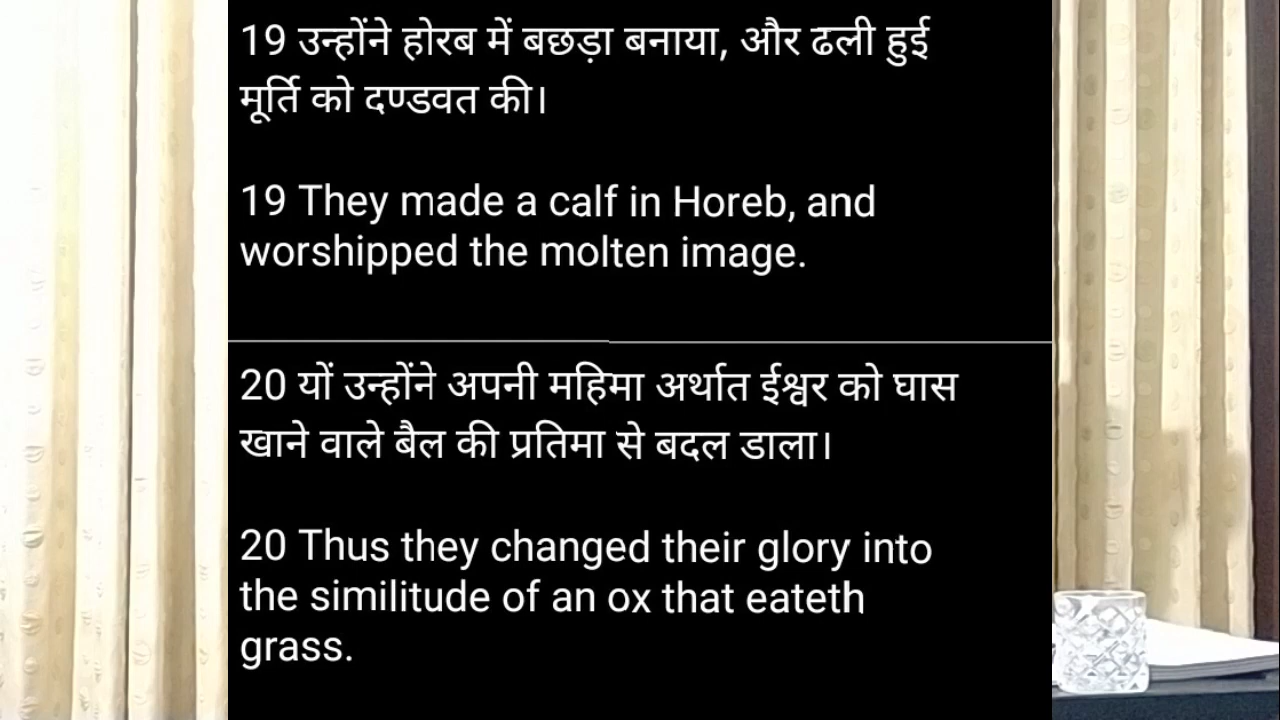 19 उन्होंने होरब में बछड़ा बनाया, और ढली हुई
मूर्ति को दण्डवत की।
19 They made a calf in Horeb, and
worshipped the molten image.
20 यों उन्होंने अपनी महिमा अर्थात ईश्वर को घास
खाने वाले बैल की प्रतिमा से बदल डाला।
20 Thus they changed their glory into
the similitude of an ox that eateth
grass.